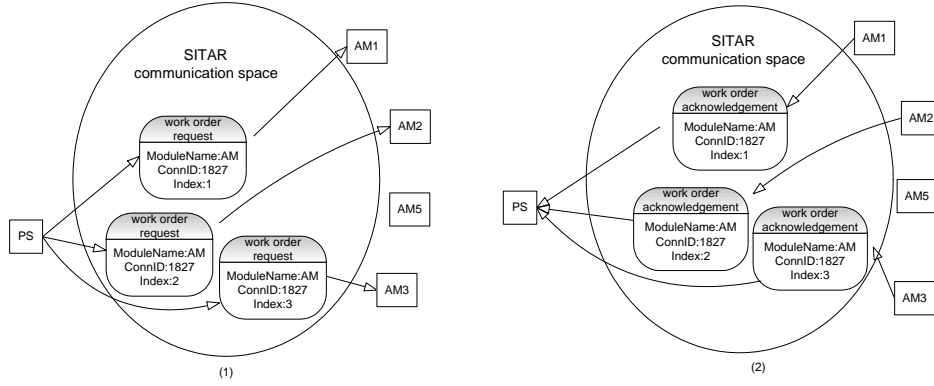 SITAR
communication space
AM1
work order
request
ModuleName:AM
ConnID:1827
Index:1
AM2
AM5
PS
work order
request
ModuleName:AM
ConnID:1827
Index:2
work order
request
ModuleName:AM
ConnID:1827
Index:3
AM3
(1)
SITAR
communication space
AM1
work order
acknowledgement
ModuleName:AM
ConnID:1827
Index:1
AM2
AM5
PS
work order
acknowledgement
ModuleName:AM
ConnID:1827
Index:2
work order
acknowledgement
ModuleName:AM
ConnID:1827
Index:3
AM3
(2)